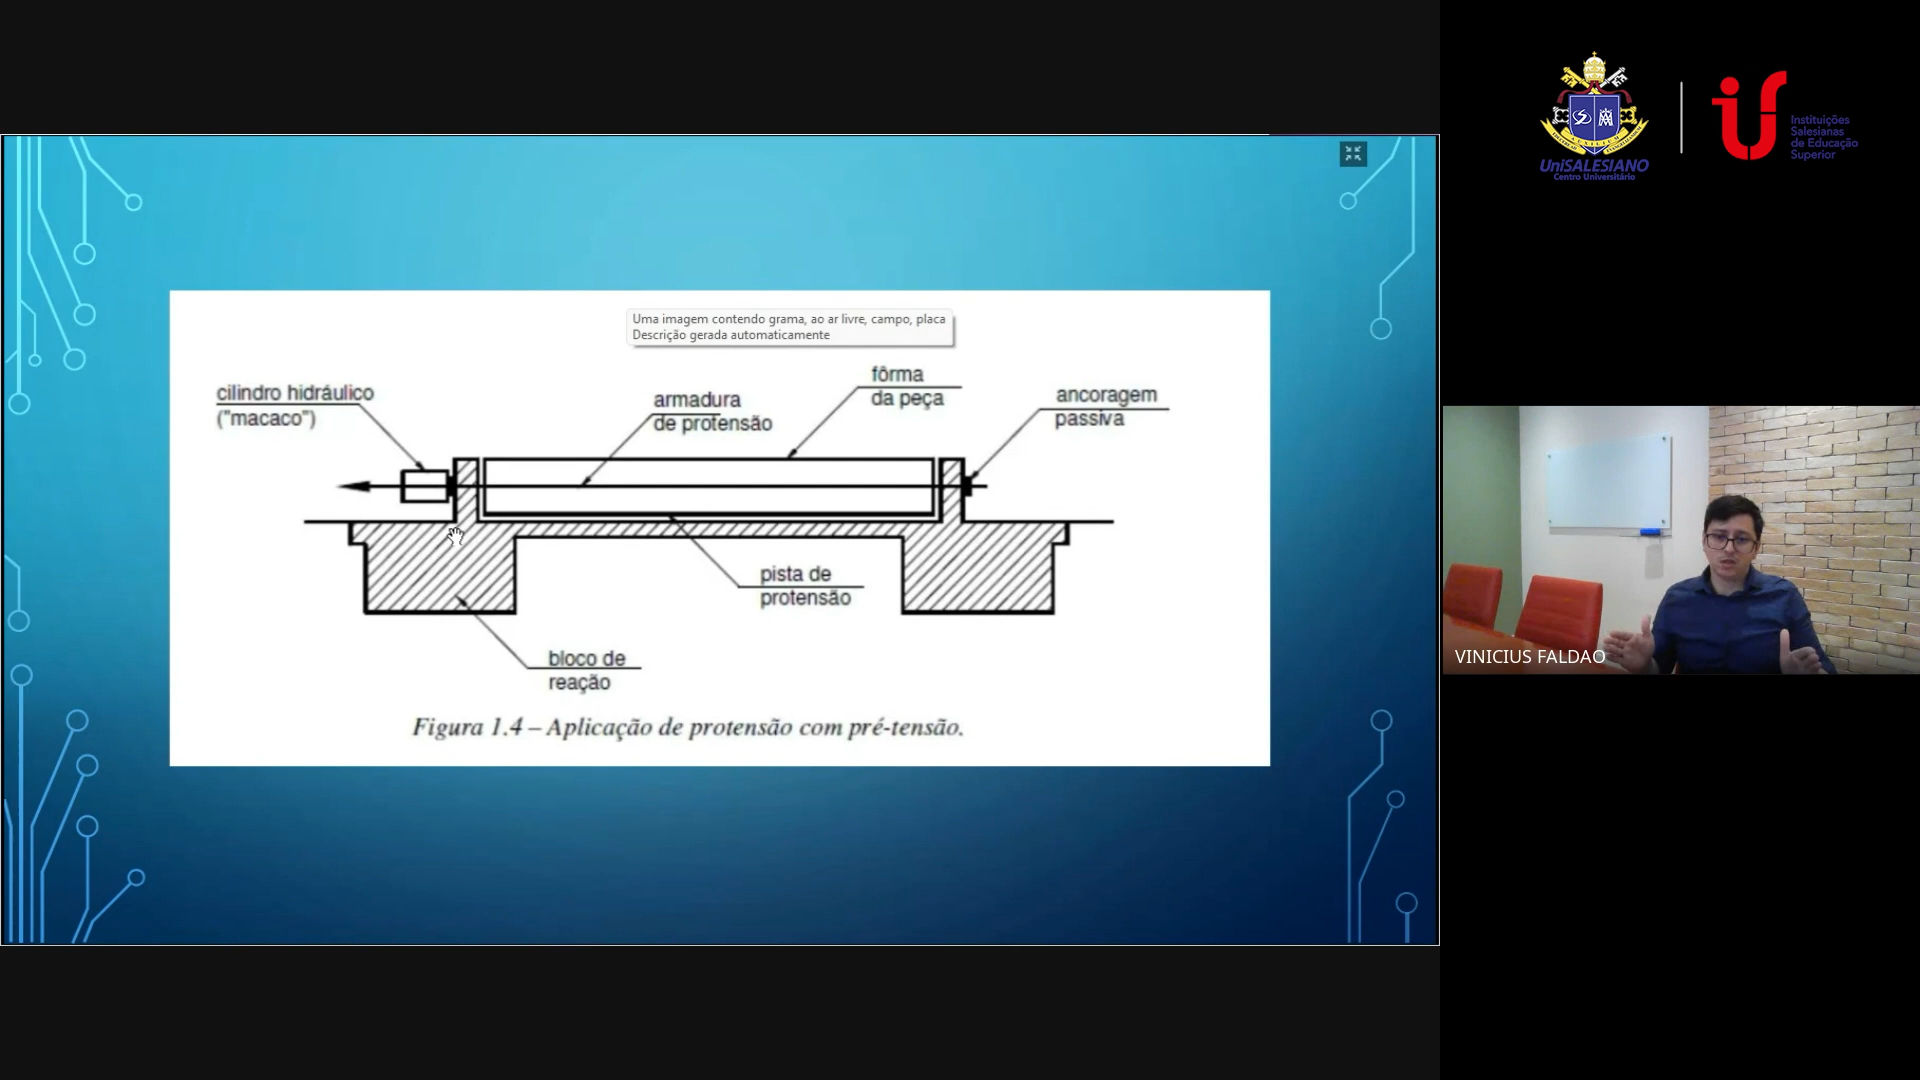 Uma imagem contendo grama, ao ar livre, campo, placa
Descrição gerada automaticamente
cilindro hidráulico
("macaco")
armadura
de protensão
fôrma
da peça
ancoragem
passiva
pista de
protensão
bloco de
reação
Figura 1.4 – Aplicação de protensão com pré-tensão.
UniSALESIANO
Centro Universitário
Instituições
Salesianas
de Educação
Superior
VINICIUS FALDAO